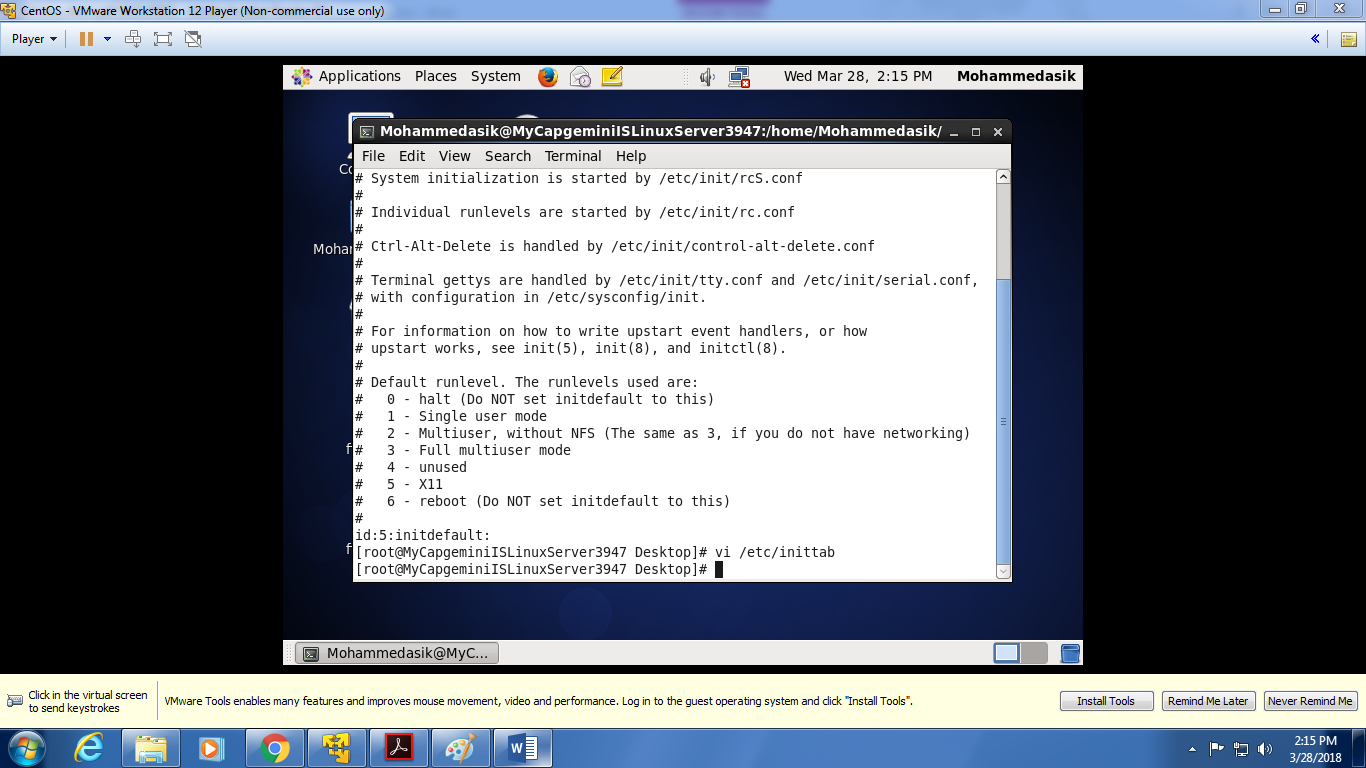 CentOS - VMware Workstation 12 Player (Non-commercial use only)
Player
Applications Places System Wed Mar 28, 2:15 PM Mohammedasik
Mohammedasik@MyCapgeminiISLinuxServer3947:/home/Mohammedasik/
File Edit View Search Terminal Help
# System initialization is started by /etc/init/rcS.conf
#
# Individual runlevels are started by /etc/init/rc.conf
#
# Ctrl-Alt-Delete is handled by /etc/init/control-alt-delete.conf
#
# Terminal gettys are handled by /etc/init/tty.conf and /etc/init/serial.conf,
# with configuration in /etc/sysconfig/init.
#
# For information on how to write upstart event handlers, or how
# upstart works, see init(5), init(8), and initctl(8).
#
# Default runlevel. The runlevels used are:
#   0 - halt (Do NOT set initdefault to this)
#   1 - Single user mode
#   2 - Multiuser, without NFS (The same as 3, if you do not have networking)
#   3 - Full multiuser mode
#   4 - unused
#   5 - X11
#   6 - reboot (Do NOT set initdefault to this)
#
id:5:initdefault:
[root@MyCapgeminiISLinuxServer3947 Desktop]# vi /etc/inittab
[root@MyCapgeminiISLinuxServer3947 Desktop]#
Mohammedasik@MyC...
Click in the virtual screen
to send keystrokes
VMware Tools enables many features and improves mouse movement, video and performance. Log in to the guest operating system and click "Install Tools".
Install Tools Remind Me Later Never Remind Me
2:15 PM
3/28/2018